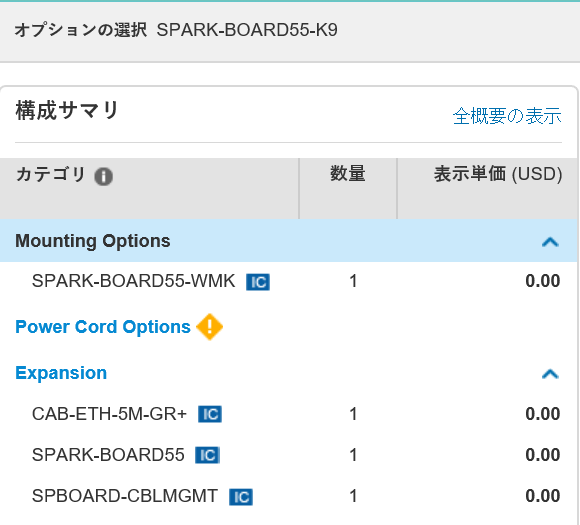 オプションの選択 SPARK-BOARD55-K9
構成サマリ
全概要の表示
カテゴリ 数量 表示単価 (USD)
Mounting Options
SPARK-BOARD55-WMK IC 1 0.00
Power Cord Options
Expansion
CAB-ETH-5M-GR+ IC 1 0.00
SPARK-BOARD55 IC 1 0.00
SPBOARD-CBLMGMT IC 1 0.00